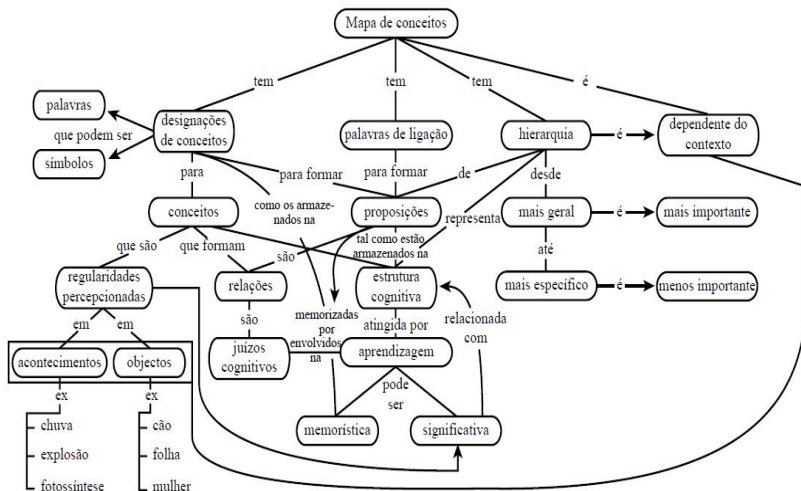 Mapa de conceitos
tem
tem
tem
é
palavras
que podem ser
símbolos
designações
de conceitos
palavras de ligação
hierarquia
é
dependente do
contexto
para
para formar
para formar
de
desde
como os armaze-
nados na
conceitos
proposições
representa
mais geral
é
mais importante
que são
que formam
são
tal como estão
armazenados na
até
regularidades
percepcionadas
relações
estrutura
cognitiva
mais específico
é
menos importante
em
em
são
memorizadas
por
envolvidos
na
atingida por
relacionada
com
acontecimentos
objectos
juízos
cognitivos
aprendizagem
ex
ex
pode
ser
chuva
cão
memorística
significativa
explosão
folha
fotossíntese
mulher